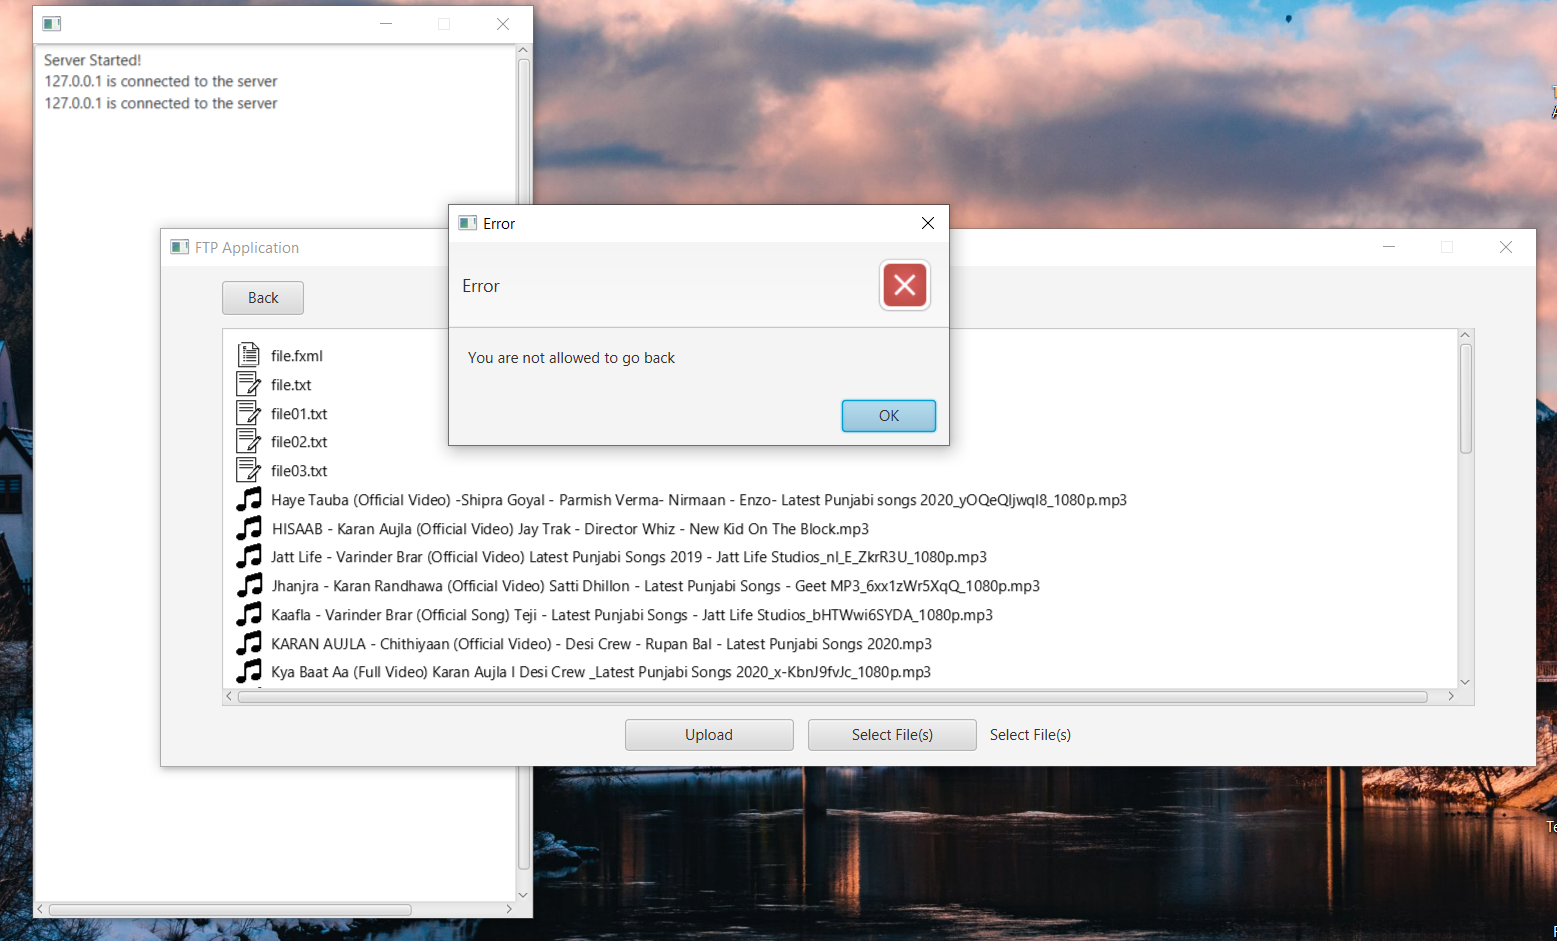 Server Started!
127.0.0.1 is connected to the server
127.0.0.1 is connected to the server
FTP Application
Back
Error
Error
You are not allowed to go back
OK
file.fxml
file.txt
file01.txt
file02.txt
file03.txt
Haye Tauba (Official Video) -Shipra Goyal - Parmish Verma- Nirmaan - Enzo- Latest Punjabi songs 2020_yOQeQIjwqI8_1080p.mp3
HISAAB - Karan Aujla (Official Video) Jay Trak - Director Whiz - New Kid On The Block.mp3
Jatt Life - Varinder Brar (Official Video) Latest Punjabi Songs 2019 - Jatt Life Studios_nI_E_ZkrR3U_1080p.mp3
Jhanjra - Karan Randhawa (Official Video) Satti Dhillon - Latest Punjabi Songs - Geet MP3_6xx1zWr5XqQ_1080p.mp3
Kaafla - Varinder Brar (Official Song) Teji - Latest Punjabi Songs - Jatt Life Studios_bHTWwi6SYDA_1080p.mp3
KARAN AUJLA - Chithiyaan (Official Video) - Desi Crew - Rupan Bal - Latest Punjabi Songs 2020.mp3
Kya Baat Aa (Full Video) Karan Aujla I Desi Crew _Latest Punjabi Songs 2020_x-KbnJ9fvJc_1080p.mp3
Upload
Select File(s)
Select File(s)